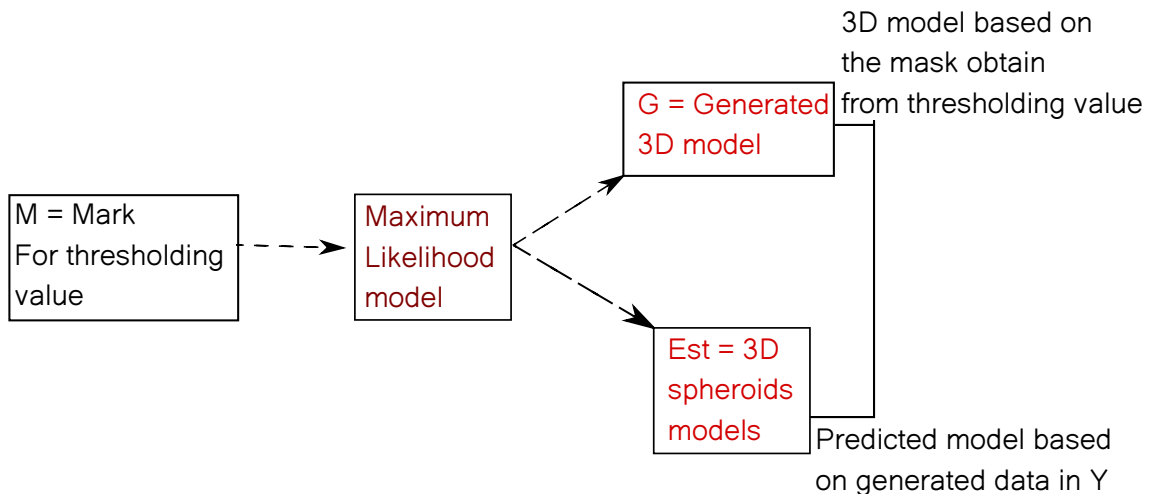 M = Mark
For thresholding
value
Maximum
Likelihood
model
G = Generated
3D model
3D model based on
the mask obtain
from thresholding value
Est = 3D
spheroids
models
Predicted model based
on generated data in Y